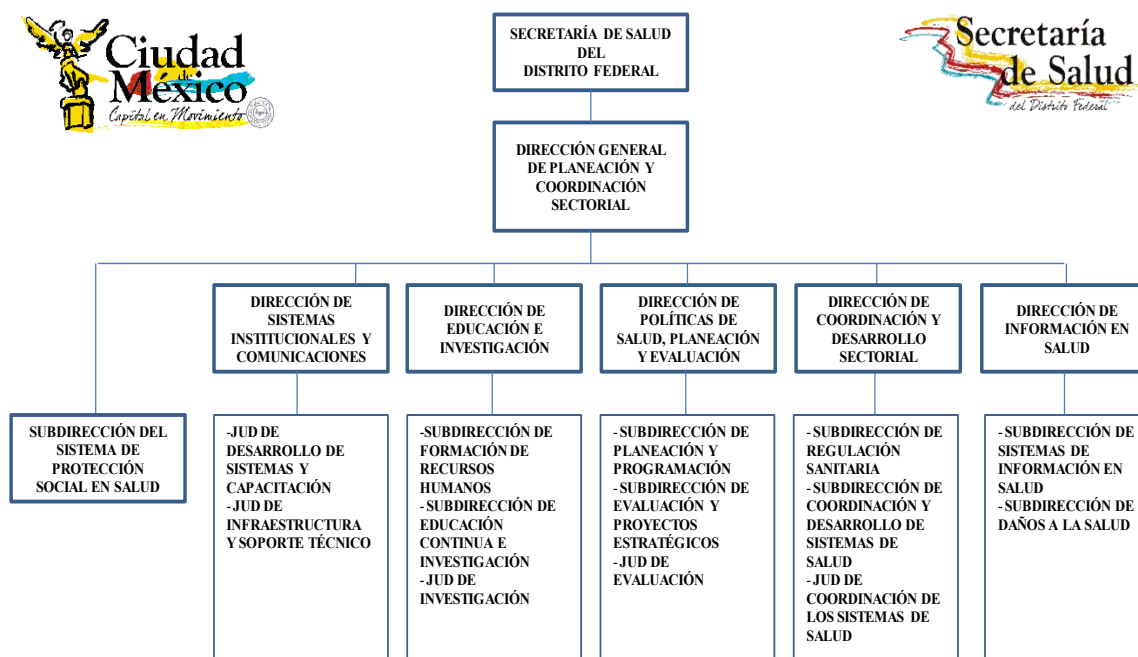 Ciudad
de
México
Capital en Movimiento
SECRETARÍA DE SALUD
DEL
DISTRITO FEDERAL
Secretaría
de Salud
del Distrito Federal
DIRECCIÓN GENERAL
DE PLANEACIÓN Y
COORDINACIÓN
SECTORIAL
DIRECCIÓN DE
SISTEMAS
INSTITUCIONALES Y
COMUNICACIONES
DIRECCIÓN DE
EDUCACIÓN E
INVESTIGACIÓN
DIRECCIÓN DE
POLÍTICAS DE
SALUD, PLANEACIÓN
Y EVALUACIÓN
DIRECCIÓN DE
COORDINACIÓN Y
DESARROLLO
SECTORIAL
DIRECCIÓN DE
INFORMACIÓN EN
SALUD
SUBDIRECCIÓN DEL
SISTEMA DE
PROTECCIÓN
SOCIAL EN SALUD
-JUD DE
DESARROLLO DE
SISTEMAS Y
CAPACITACIÓN
-JUD DE
INFRAESTRUCTURA
Y SOPORTE TÉCNICO
-SUBDIRECCIÓN DE
FORMACIÓN DE
RECURSOS
HUMANOS
-SUBDIRECCIÓN DE
EDUCACIÓN
CONTINUA E
INVESTIGACIÓN
-JUD DE
INVESTIGACIÓN
-SUBDIRECCIÓN DE
PLANEACIÓN Y
PROGRAMACIÓN
-SUBDIRECCIÓN DE
EVALUACIÓN Y
PROYECTOS
ESTRATÉGICOS
-JUD DE
EVALUACIÓN
-SUBDIRECCIÓN DE
REGULACIÓN
SANITARIA
-SUBDIRECCIÓN DE
COORDINACIÓN Y
DESARROLLO DE
SISTEMAS DE
SALUD
-JUD DE
COORDINACIÓN DE
LOS SISTEMAS DE
SALUD
-SUBDIRECCIÓN DE
SISTEMAS DE
INFORMACIÓN EN
SALUD
-SUBDIRECCIÓN DE
DAÑOS A LA SALUD